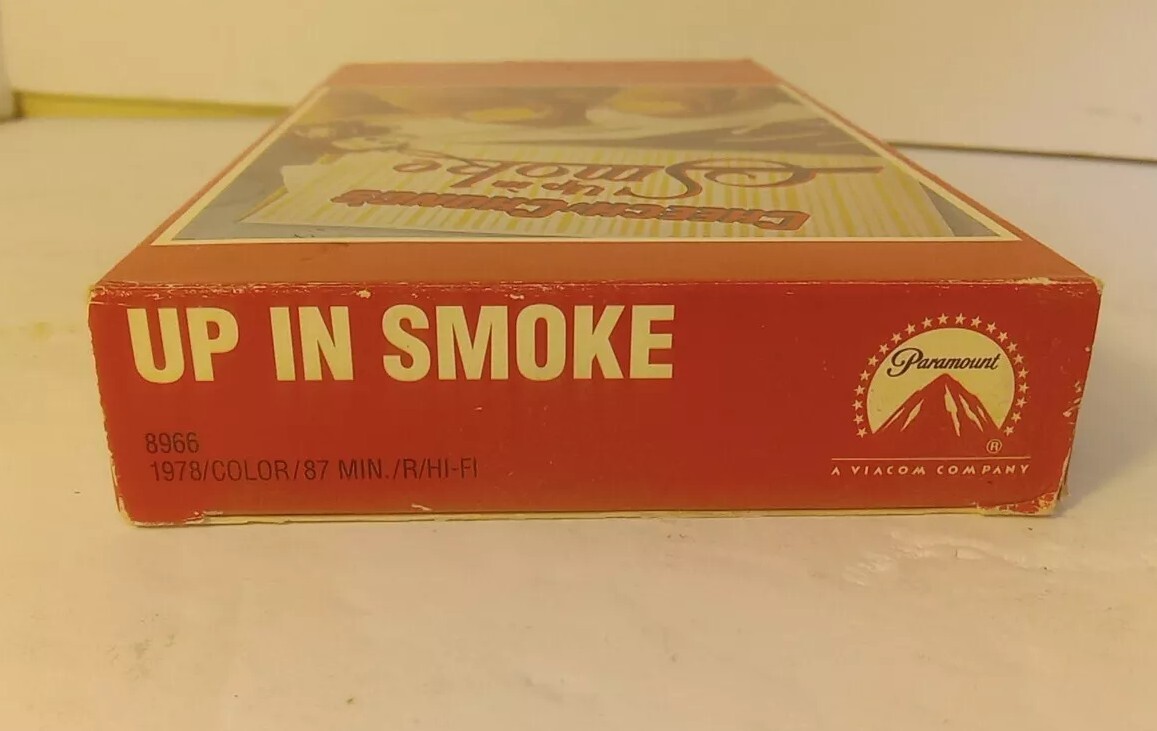 CHEECH & CHONG'S
Up in
Smoke
UP IN SMOKE
8966
1978/COLOR/87 MIN./R/HI-FI
Paramount
®
A VIACOM COMPANY